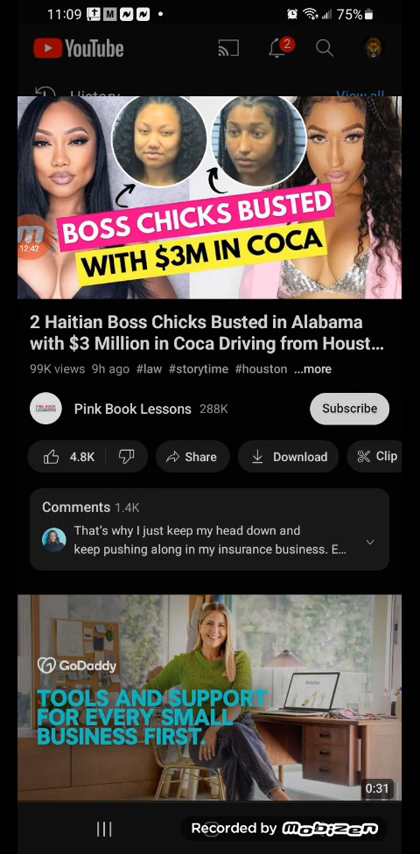 11:09
M
75%
2
YouTube
History
View all
12:42
BOSS CHICKS BUSTED
WITH $3M IN COCA
2 Haitian Boss Chicks Busted in Alabama
with $3 Million in Coca Driving from Houst...
99K views 9h ago #law #storytime #houston ...more
Pink Book Lessons 288K
Subscribe
4.8K
Share
Download
Clip
Comments 1.4K
That's why I just keep my head down and
keep pushing along in my insurance business. E...
GoDaddy
TOOLS AND SUPPORT
FOR EVERY SMALL
BUSINESS FIRST.
0:31
Recorded by mobizen